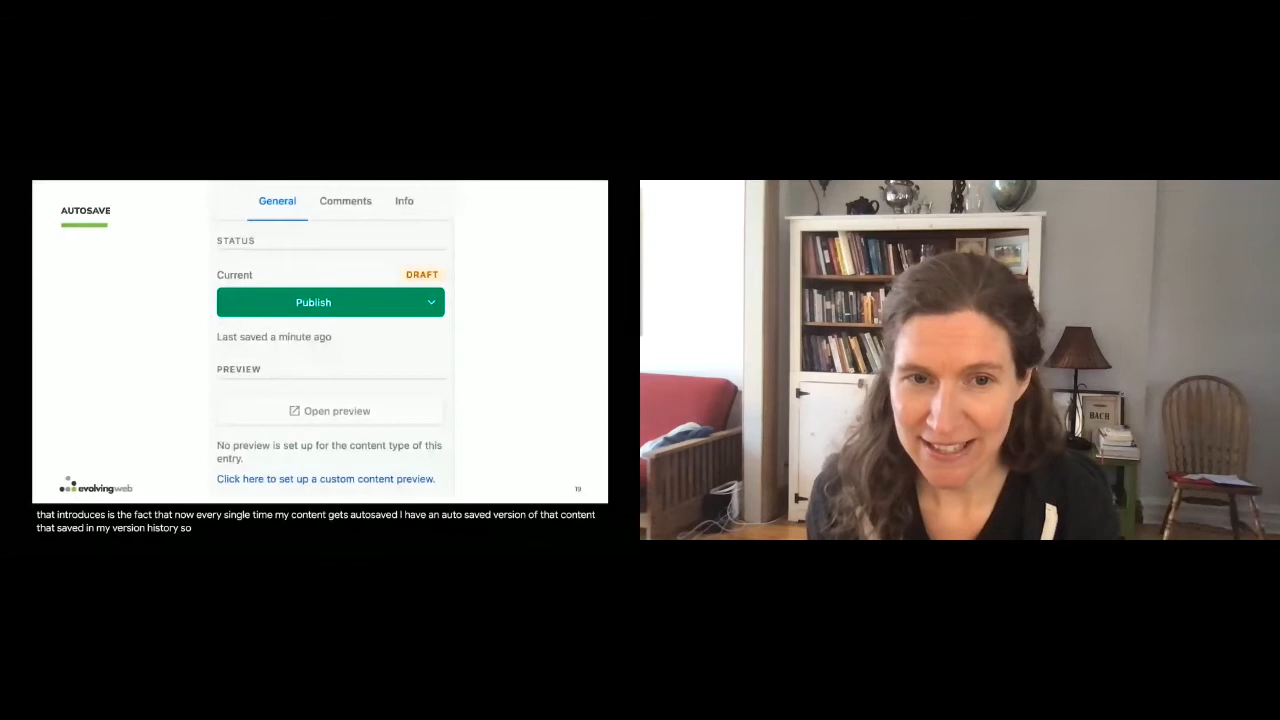 AUTOSAVE
General Comments Info
STATUS
Current DRAFT
Publish
Last saved a minute ago
PREVIEW
Open preview
No preview is set up for the content type of this
entry.
Click here to set up a custom content preview.
evolvingweb
19
that introduces is the fact that now every single time my content gets autosaved I have an auto saved version of that content
that saved in my version history so
BACH